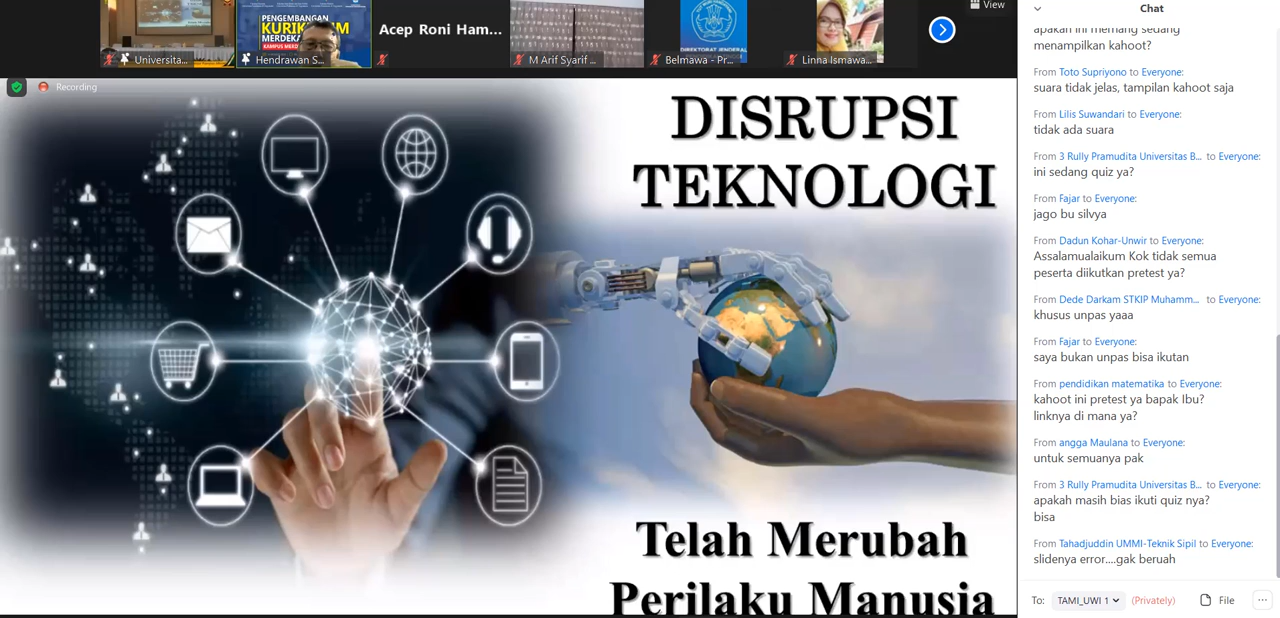 View
PENGEMBANGAN
KURIKULUM
MERDEKA
Acep Roni Ham...
DIREKTORAT JENDERAL
Universita...
Hendrawan S...
M Arif Syarif ...
Belmawa - Pr...
Linna Ismawa...
Recording
DISRUPSI
TEKNOLOGI
Telah Merubah
Perilaku Manusia
Chat
apakah ini memang sedang
menampilkan kahoot?
From Toto Supriyono to Everyone:
suara tidak jelas, tampilan kahoot saja
From Lilis Suwandari to Everyone:
tidak ada suara
From 3 Rully Pramudita Universitas B... to Everyone:
ini sedang quiz ya?
From Fajar to Everyone:
jago bu silvya
From Dadun Kohar-Unwir to Everyone:
Assalamualaikum Kok tidak semua
peserta diikutkan pretest ya?
From Dede Darkam STKIP Muhamm... to Everyone:
khusus unpas yaaa
From Fajar to Everyone:
saya bukan unpas bisa ikutan
From pendidikan matematika to Everyone:
kahoot ini pretest ya bapak Ibu?
linknya di mana ya?
From angga Maulana to Everyone:
untuk semuanya pak
From 3 Rully Pramudita Universitas B... to Everyone:
apakah masih bias ikuti quiz nya?
bisa
From Tahadjuddin UMMI-Teknik Sipil to Everyone:
slidenya error....gak beruah
To: TAMI_UWI 1 (Privately) File